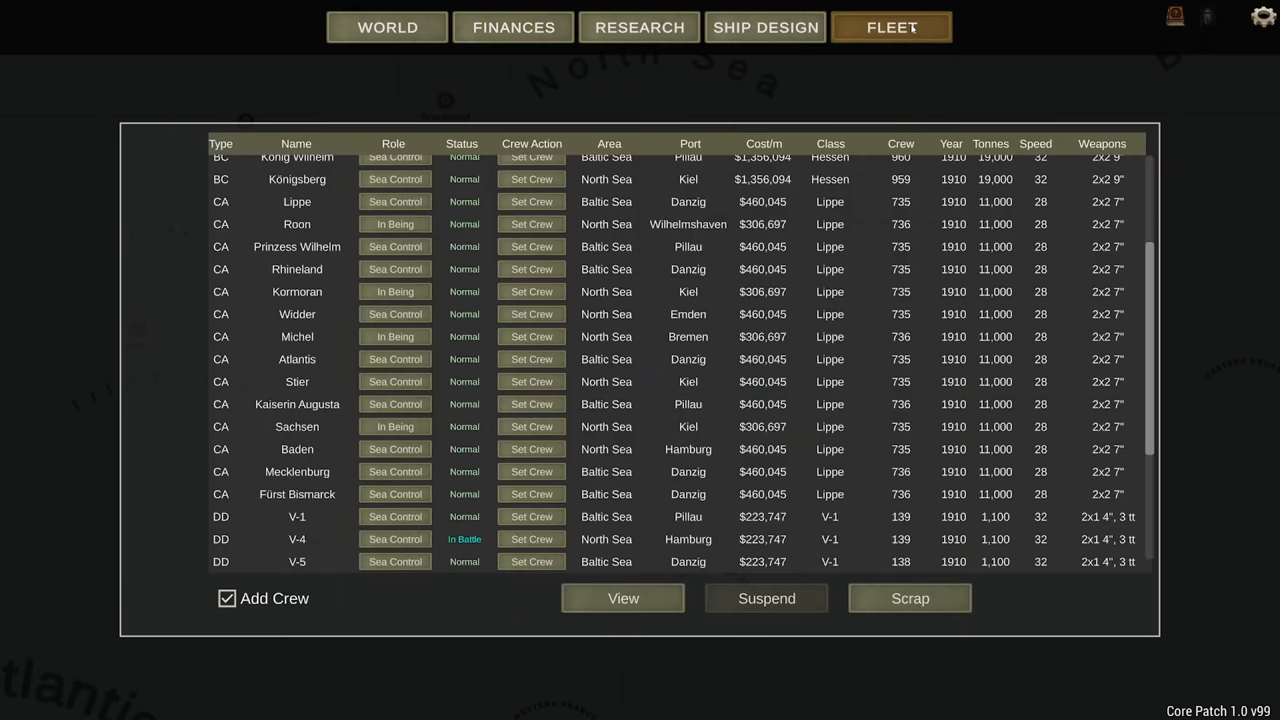 WORLD FINANCES RESEARCH SHIP DESIGN FLEET
North Sea
Type Name Role Status Crew Action Area Port Cost/m Class Crew Year Tonnes Speed Weapons
BC König Wilhelm Sea Control Normal Set Crew Baltic Sea Pillau $1,356,094 Hessen 960 1910 19,000 32 2x2 9"
BC Königsberg Sea Control Normal Set Crew North Sea Kiel $1,356,094 Hessen 959 1910 19,000 32 2x2 9"
CA Lippe Sea Control Normal Set Crew Baltic Sea Danzig $460,045 Lippe 735 1910 11,000 28 2x2 7"
CA Roon In Being Normal Set Crew North Sea Wilhelmshaven $306,697 Lippe 736 1910 11,000 28 2x2 7"
CA Prinzess Wilhelm Sea Control Normal Set Crew Baltic Sea Pillau $460,045 Lippe 735 1910 11,000 28 2x2 7"
CA Rhineland Sea Control Normal Set Crew Baltic Sea Danzig $460,045 Lippe 735 1910 11,000 28 2x2 7"
CA Kormoran In Being Normal Set Crew North Sea Kiel $306,697 Lippe 735 1910 11,000 28 2x2 7"
CA Widder Sea Control Normal Set Crew North Sea Emden $460,045 Lippe 735 1910 11,000 28 2x2 7"
CA Michel In Being Normal Set Crew North Sea Bremen $306,697 Lippe 736 1910 11,000 28 2x2 7"
CA Atlantis Sea Control Normal Set Crew Baltic Sea Danzig $460,045 Lippe 735 1910 11,000 28 2x2 7"
CA Stier Sea Control Normal Set Crew North Sea Kiel $460,045 Lippe 735 1910 11,000 28 2x2 7"
CA Kaiserin Augusta Sea Control Normal Set Crew Baltic Sea Pillau $460,045 Lippe 736 1910 11,000 28 2x2 7"
CA Sachsen In Being Normal Set Crew North Sea Kiel $306,697 Lippe 735 1910 11,000 28 2x2 7"
CA Baden Sea Control Normal Set Crew North Sea Hamburg $460,045 Lippe 735 1910 11,000 28 2x2 7"
CA Mecklenburg Sea Control Normal Set Crew Baltic Sea Danzig $460,045 Lippe 736 1910 11,000 28 2x2 7"
CA Fürst Bismarck Sea Control Normal Set Crew Baltic Sea Danzig $460,045 Lippe 736 1910 11,000 28 2x2 7"
DD V-1 Sea Control Normal Set Crew Baltic Sea Pillau $223,747 V-1 139 1910 1,100 32 2x1 4", 3 tt
DD V-4 Sea Control In Battle Set Crew North Sea Hamburg $223,747 V-1 139 1910 1,100 32 2x1 4", 3 tt
DD V-5 Sea Control Normal Set Crew Baltic Sea Danzig $223,747 V-1 138 1910 1,100 32 2x1 4", 3 tt
Add Crew View Suspend Scrap
tlantic
Core Patch 1.0 v99